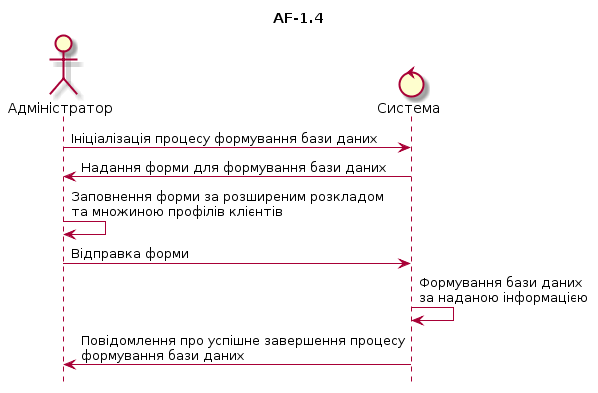 AF-1.4
Адміністратор
Система
Ініціалізація процесу формування бази даних
Надання форми для формування бази даних
Заповнення форми за розширеним розкладом
та множиною профілів клієнтів
Відправка форми
Формування бази даних
за наданою інформацією
Повідомлення про успішне завершення процесу
формування бази даних